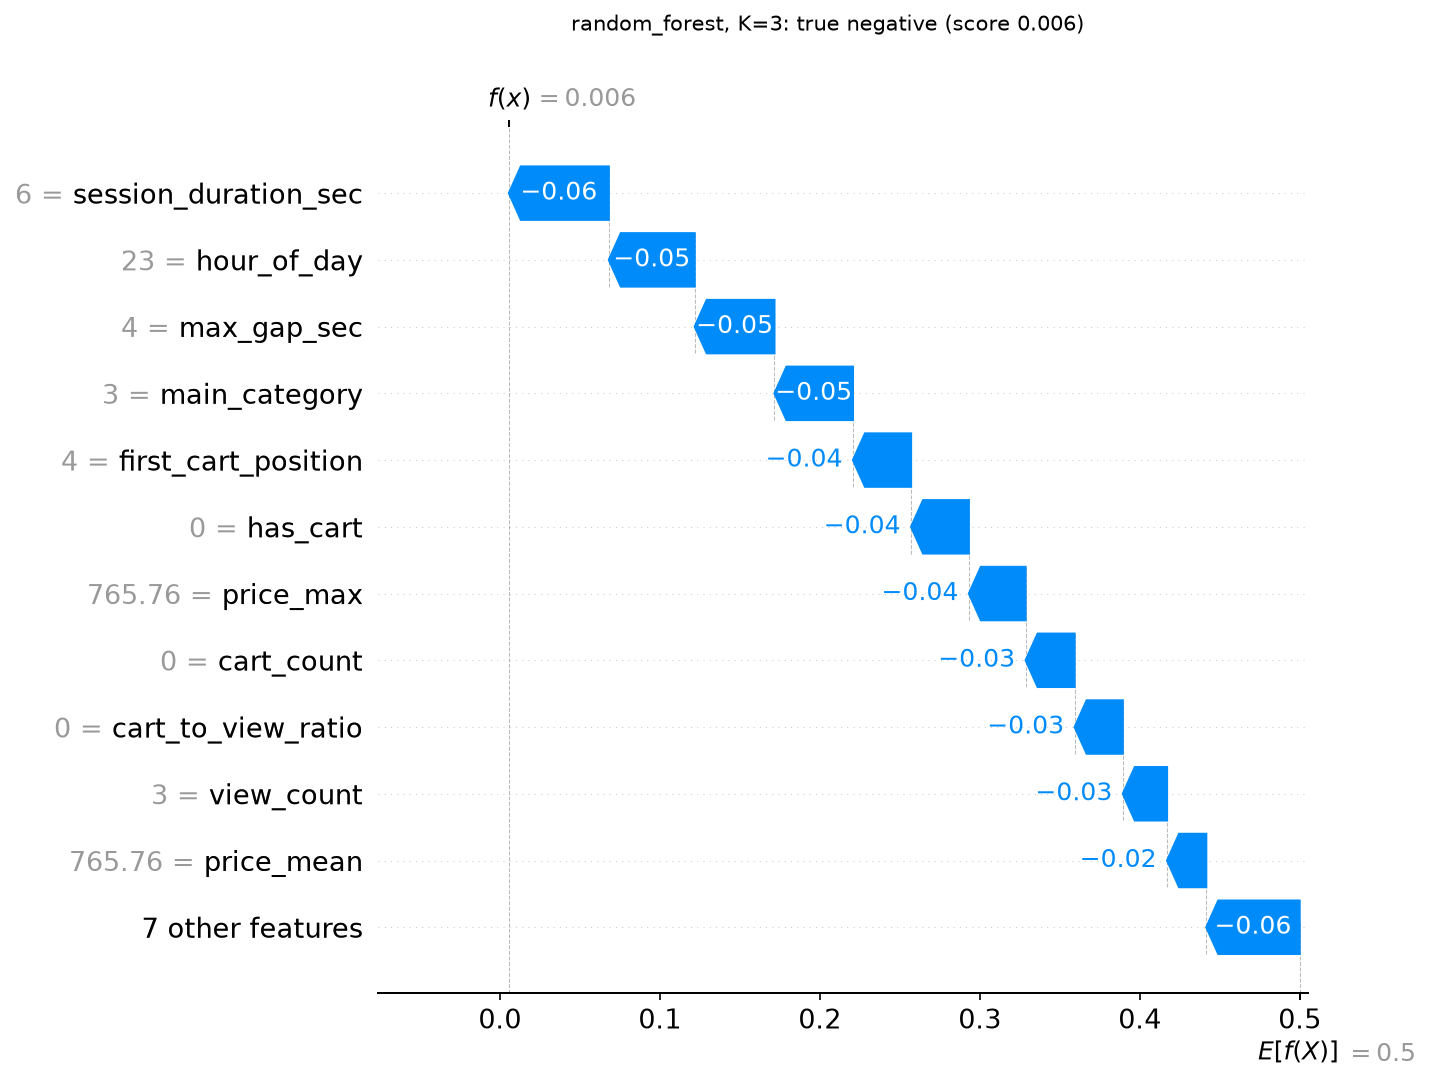 random_forest, K=3: true negative (score 0.006)
f(x) = 0.006
6 = session_duration_sec −0.06
23 = hour_of_day −0.05
4 = max_gap_sec −0.05
3 = main_category −0.05
4 = first_cart_position −0.04
0 = has_cart −0.04
765.76 = price_max −0.04
0 = cart_count −0.03
0 = cart_to_view_ratio −0.03
3 = view_count −0.03
765.76 = price_mean −0.02
7 other features −0.06
0.0 0.1 0.2 0.3 0.4 0.5
E[f(X)] = 0.5